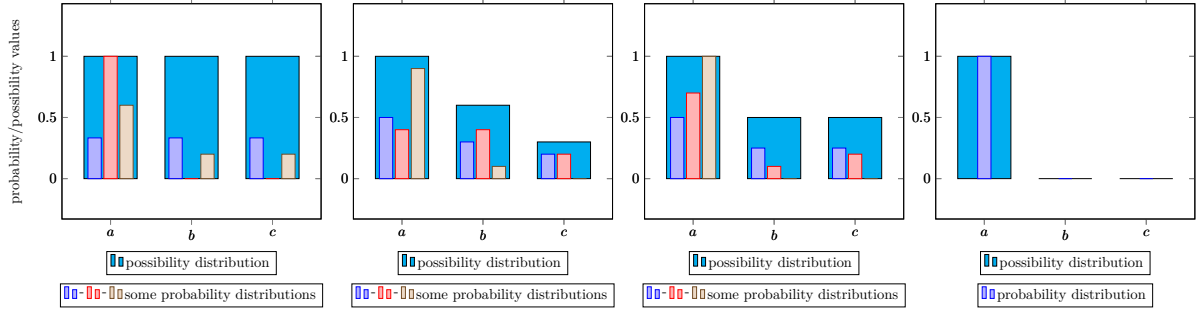 probability/possibility values
1
0.5
0
a b c
possibility distribution
- - some probability distributions
1
0.5
0
a b c
possibility distribution
- - some probability distributions
1
0.5
0
a b c
possibility distribution
- - some probability distributions
1
0.5
0
a b c
possibility distribution
probability distribution